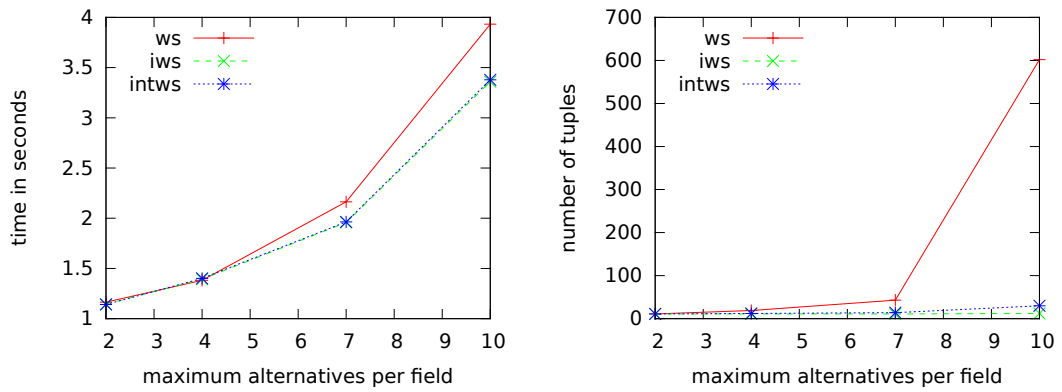 4
3.5
3
2.5
2
1.5
1
time in seconds
ws
iws
intws
2 3 4 5 6 7 8 9 10
maximum alternatives per field
700
600
500
400
300
200
100
0
number of tuples
ws
iws
intws
2 3 4 5 6 7 8 9 10
maximum alternatives per field